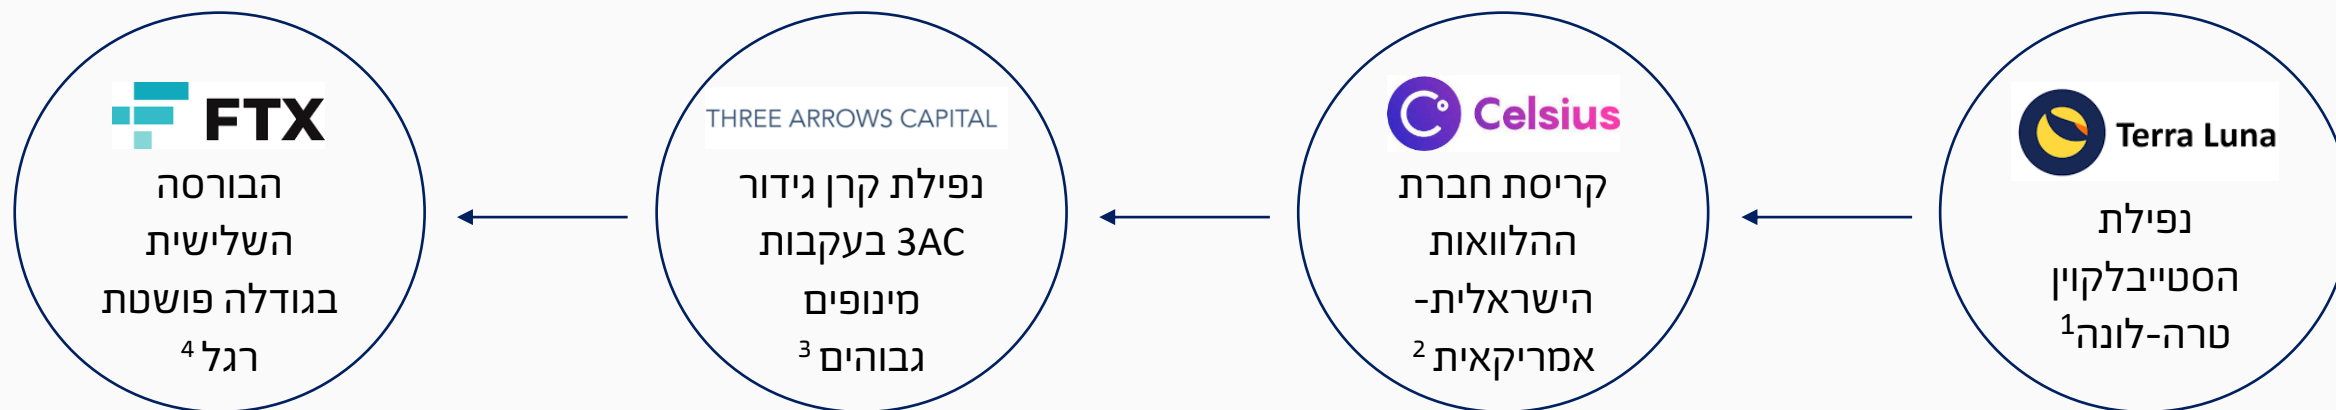 Terra Luna
נפילת
הסטייבלקוין
טרה-לונה¹
Celsius
קריסת חברת
ההלוואות
הישראלית-
אמריקאית ²
THREE ARROWS CAPITAL
נפילת קרן גידור
3AC בעקבות
מינופים
גבוהים ³
FTX
הבורסה
השלישית
בגודלה פושטת
רגל ⁴